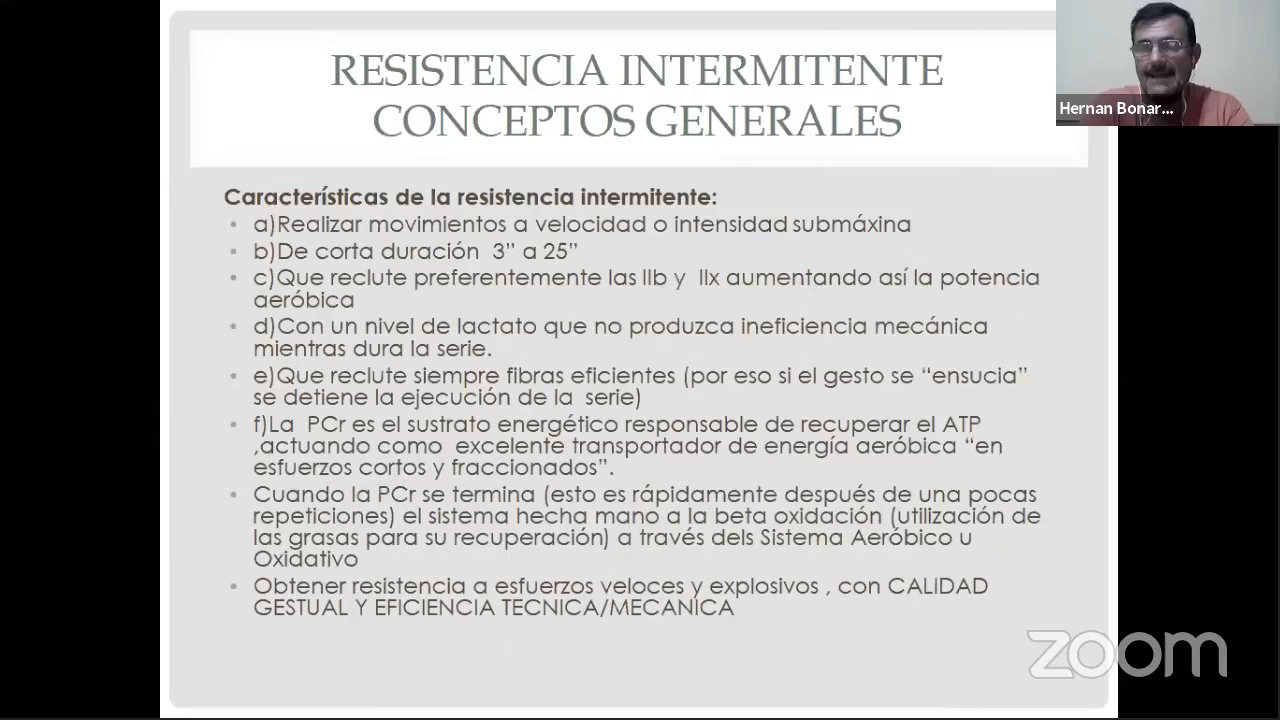 RESISTENCIA INTERMITENTE
CONCEPTOS GENERALES
Hernan Bonar...
Características de la resistencia intermitente:
• a)Realizar movimientos a velocidad o intensidad submáxina
• b)De corta duración 3” a 25”
• c)Que reclute preferentemente las IIb y IIx aumentando así la potencia
aeróbica
• d)Con un nivel de lactato que no produzca ineficiencia mecánica
mientras dura la serie.
• e)Que reclute siempre fibras eficientes (por eso si el gesto se “ensucia”
se detiene la ejecución de la serie)
• f)La PCr es el sustrato energético responsable de recuperar el ATP
,actuando como excelente transportador de energía aeróbica “en
esfuerzos cortos y fraccionados”.
• Cuando la PCr se termina (esto es rápidamente después de una pocas
repeticiones) el sistema hecha mano a la beta oxidación (utilización de
las grasas para su recuperación) a través dels Sistema Aeróbico u
Oxidativo
• Obtener resistencia a esfuerzos veloces y explosivos , con CALIDAD
GESTUAL Y EFICIENCIA TECNICA/MECANICA
zoom